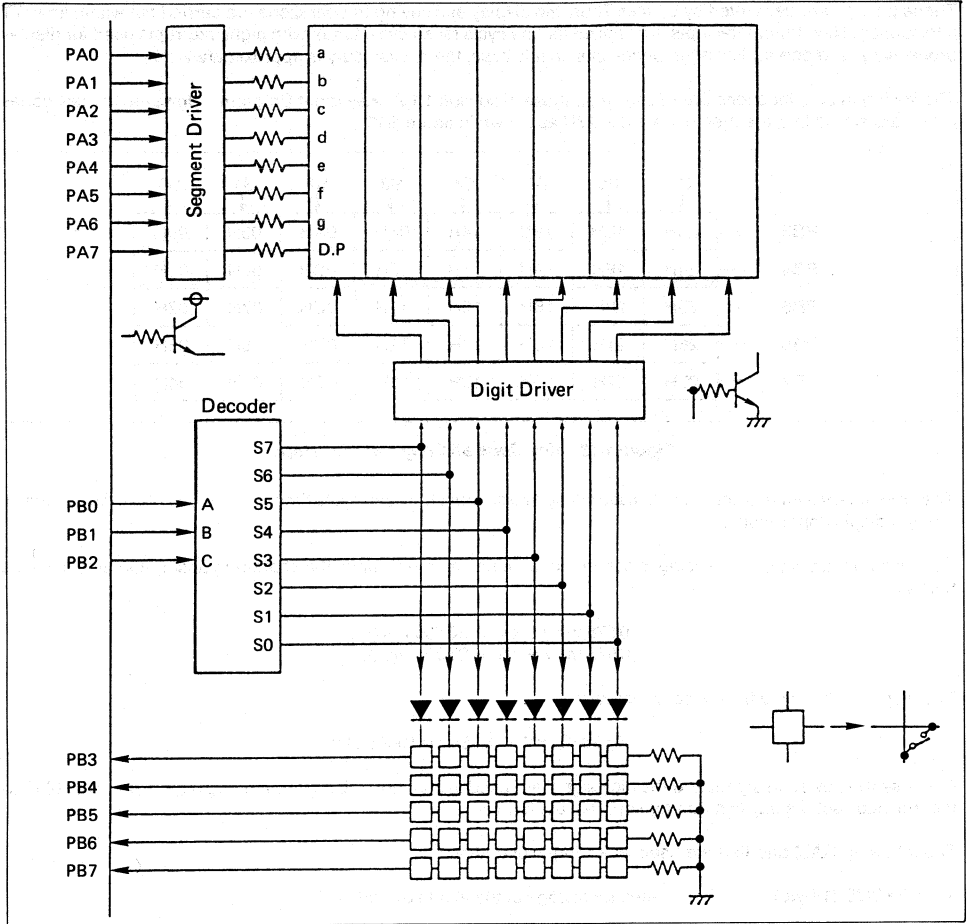 PA0
PA1
PA2
PA3
PA4
PA5
PA6
PA7
Segment Driver
a
b
c
d
e
f
g
D.P
Digit Driver
Decoder
PB0
PB1
PB2
A
B
C
S7
S6
S5
S4
S3
S2
S1
S0
PB3
PB4
PB5
PB6
PB7